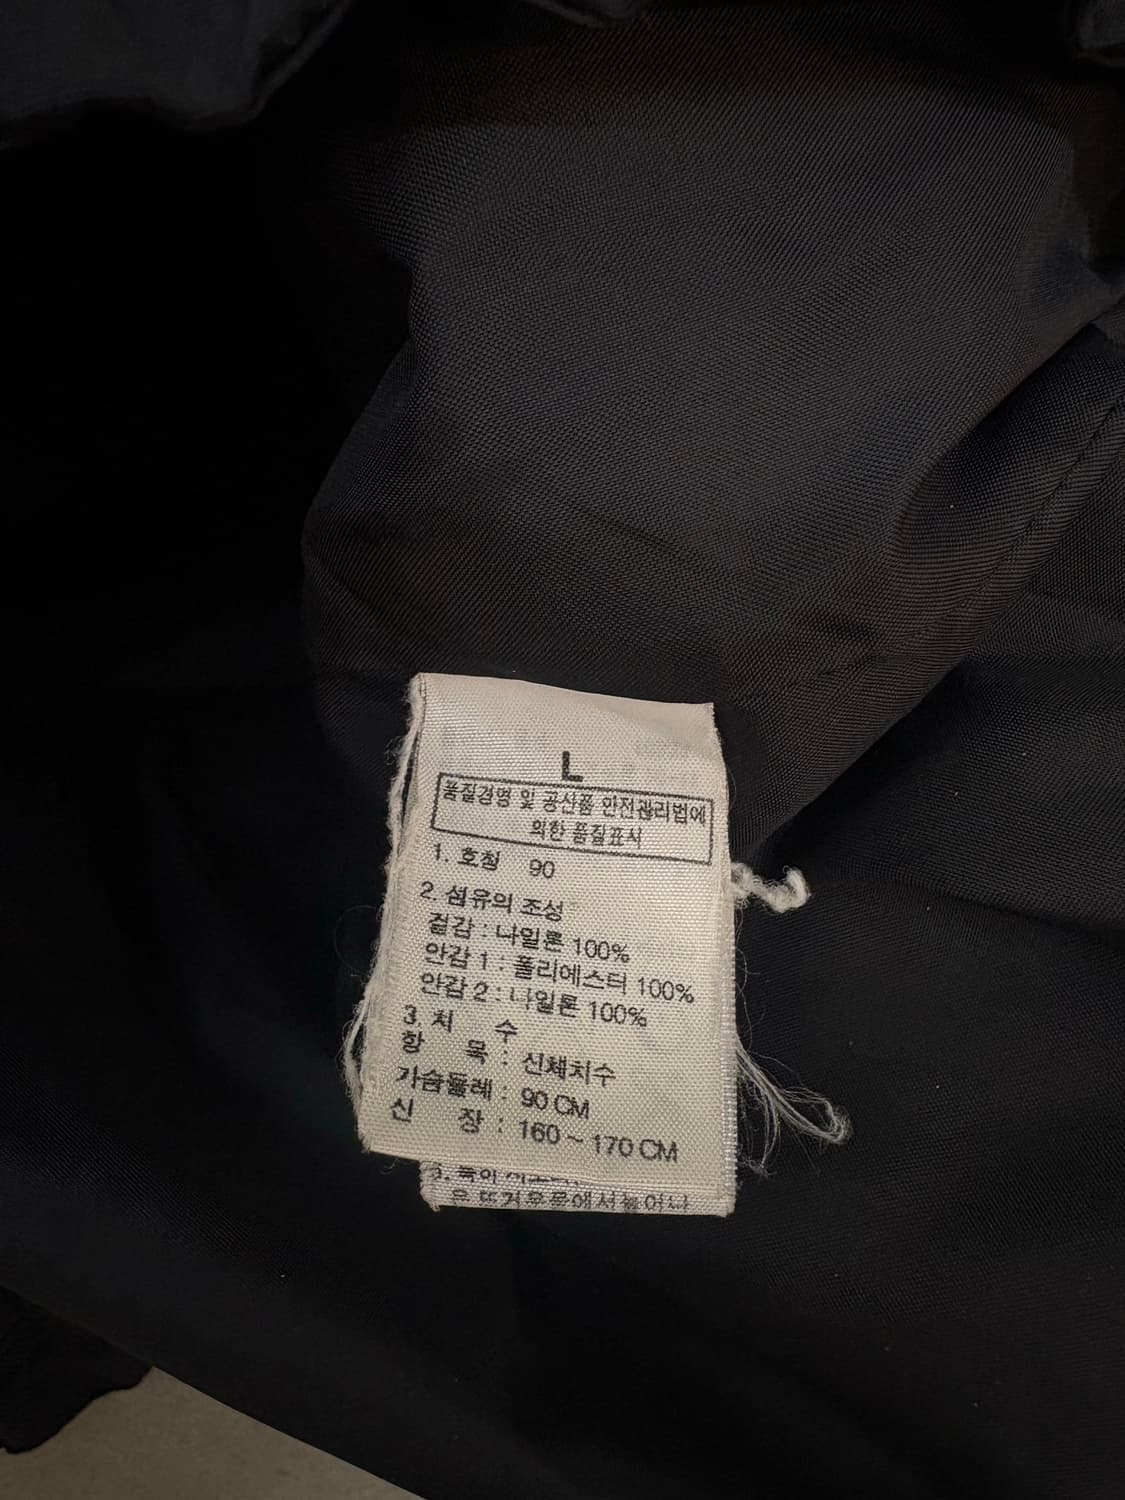 L
품질경영 및 공산품 안전관리법에
의한 품질표시
1. 호칭 90
2. 섬유의 조성
겉감 : 나일론 100%
안감 1 : 폴리에스터 100%
안감 2 : 나일론 100%
3. 치 수
항 목 : 신체치수
가슴둘레 : 90 CM
신 장 : 160 ~ 170 CM